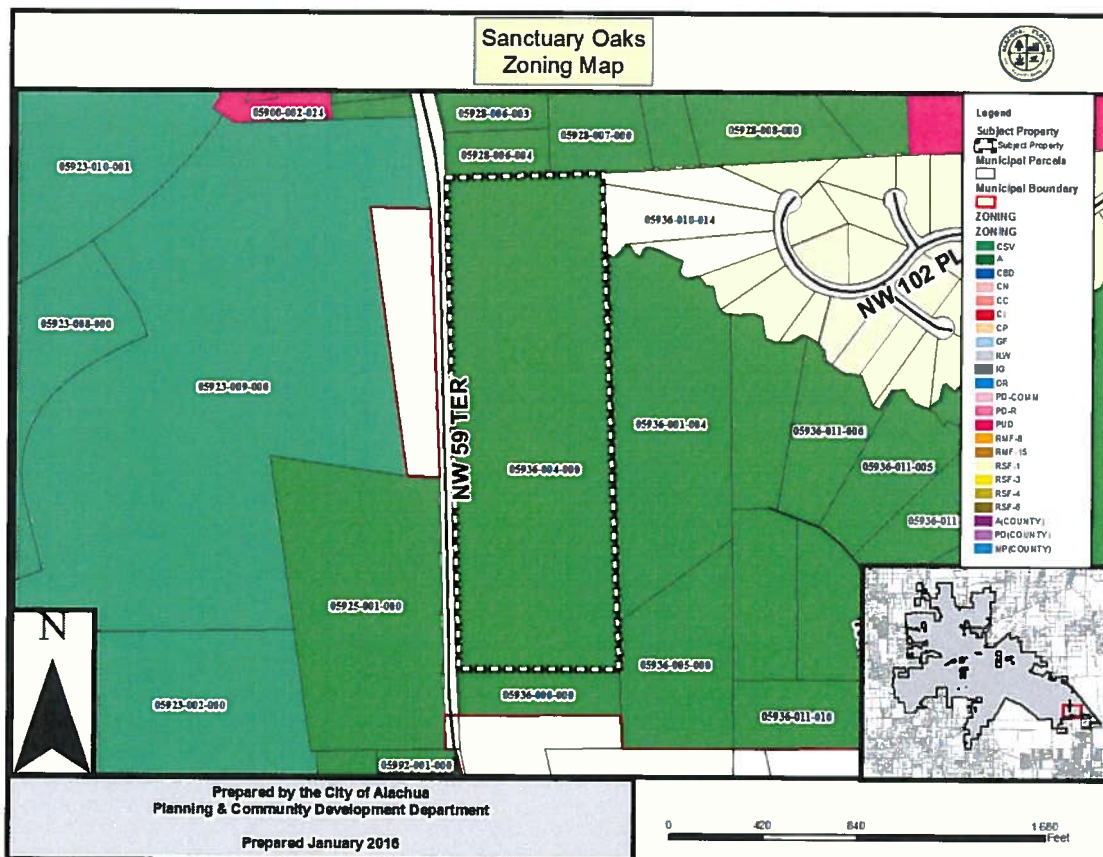 Sanctuary Oaks
Zoning Map
05900-002-024
05928-006-003
05928-007-000
05928-008-000
05928-006-004
05923-010-001
05936-010-014
NW 102 PL
05923-008-000
05923-009-000
NW 59 TER
05936-001-004
05936-011-006
05936-011-005
05936-004-000
05936-011
05925-001-000
05936-005-000
05936-000-000
05923-002-000
05936-011-010
05992-001-000
N
Legend
Subject Property
Subject Property
Municipal Parcels
Municipal Boundary
ZONING
ZONING
CSV
A
CBD
CN
CC
CI
CP
GF
ILW
IG
OR
PD-COMM
PD-R
PUD
RMF-8
RMF-15
RSF-1
RSF-3
RSF-4
RSF-6
A(COUNTY)
PD(COUNTY)
MP(COUNTY)
Prepared by the City of Alachua
Planning & Community Development Department
Prepared January 2016
0 420 840 1,680
Feet